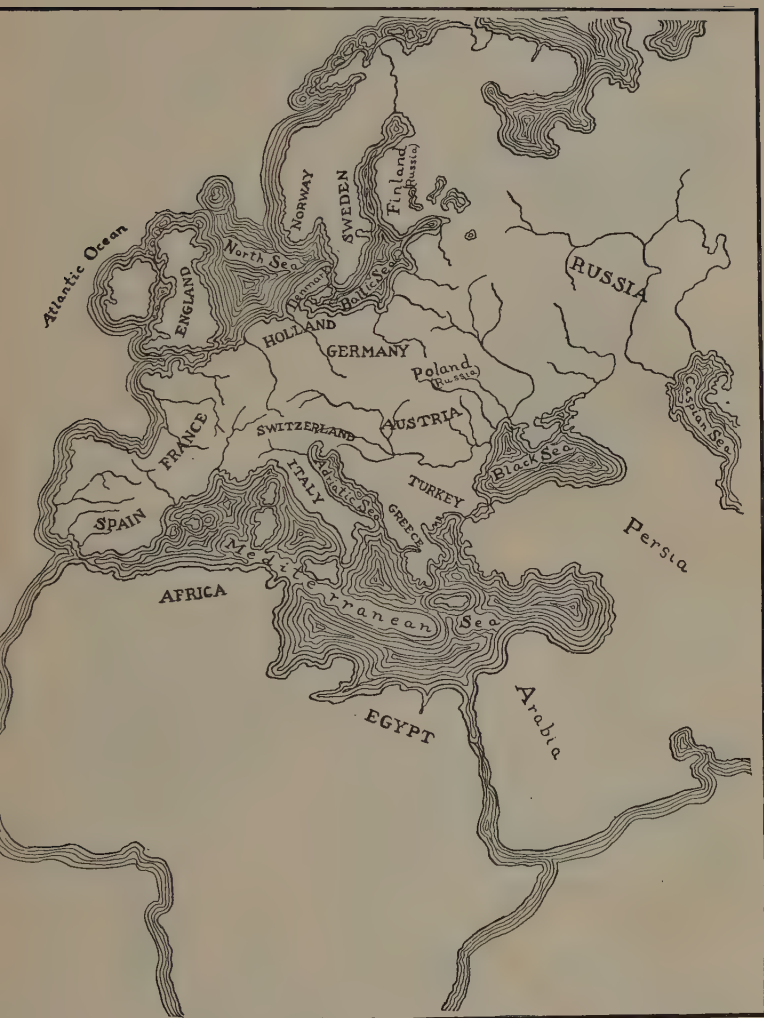 NORWAY
SWEDEN
Finland
(Russia)
Atlantic Ocean
North Sea
ENGLAND
Denmark
Baltic Sea
RUSSIA
HOLLAND
GERMANY
Poland
(Russia)
Caspian Sea
FRANCE
SWITZERLAND
AUSTRIA
Black Sea
ITALY
Adriatic Sea
TURKEY
GREECE
SPAIN
Persia
Mediterranean Sea
AFRICA
Arabia
EGYPT